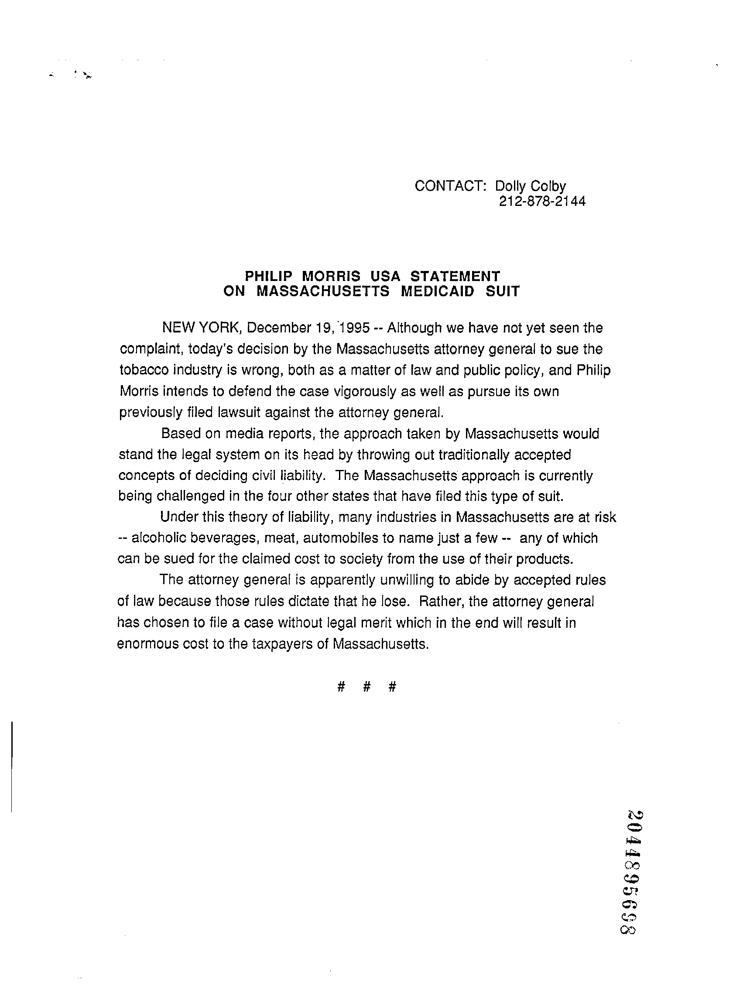 CONTACT: Dolly Colby
212-878-2144
PHILIP MORRIS USA STATEMENT
ON MASSACHUSETTS MEDICAID SUIT
NEW YORK, December 19, 1995 -- Although we have not yet seen the
complaint, today's decision by the Massachusetts attorney general to sue the
tobacco industry is wrong, both as a matter of law and public policy, and Philip
Morris intends to defend the case vigorously as well as pursue its own
previously filed lawsuit against the attorney general.
Based on media reports, the approach taken by Massachusetts would
stand the legal system on its head by throwing out traditionally accepted
concepts of deciding civil liability. The Massachusetts approach is currently
being challenged in the four other states that have filed this type of suit.
Under this theory of liability, many industries in Massachusetts are at risk
-- alcoholic beverages, meat, automobiles to name just a few -- any of which
can be sued for the claimed cost to society from the use of their products.
The attorney general is apparently unwilling to abide by accepted rules
of law because those rules dictate that he lose. Rather, the attorney general
has chosen to file a case without legal merit which in the end will result in
enormous cost to the taxpayers of Massachusetts.
# # #
2044895698